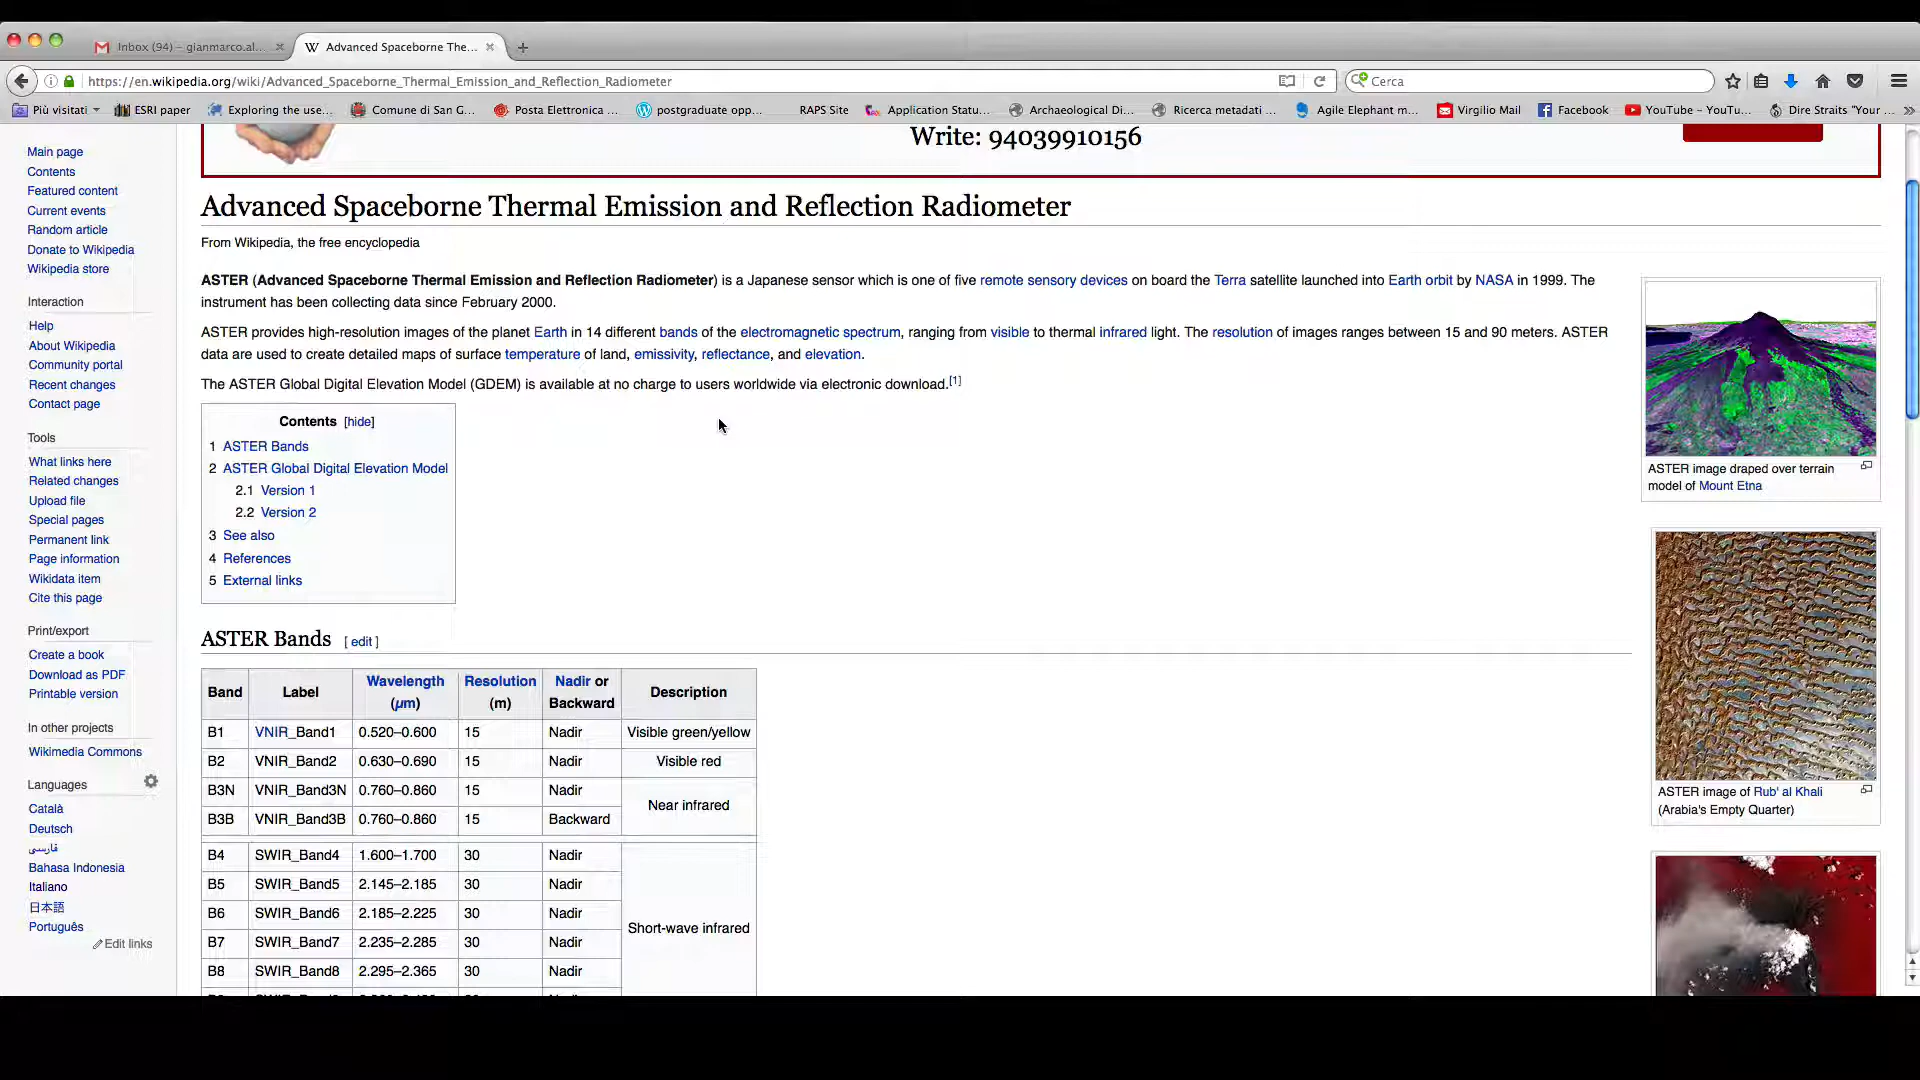 Inbox (94) – gianmarco.al...
W Advanced Spaceborne The...
https://en.wikipedia.org/wiki/Advanced_Spaceborne_Thermal_Emission_and_Reflection_Radiometer
Cerca
Più visitati
ESRI paper
Exploring the use...
Comune di San G...
Posta Elettronica ...
postgraduate opp...
RAPS Site
Application Statu...
Archaeological Di...
Ricerca metadati ...
Agile Elephant m...
Virgilio Mail
Facebook
YouTube – YouTu...
Dire Straits "Your ...
Write: 94039910156
Main page
Contents
Featured content
Current events
Random article
Donate to Wikipedia
Wikipedia store
Interaction
Help
About Wikipedia
Community portal
Recent changes
Contact page
Tools
What links here
Related changes
Upload file
Special pages
Permanent link
Page information
Wikidata item
Cite this page
Print/export
Create a book
Download as PDF
Printable version
In other projects
Wikimedia Commons
Languages
Català
Deutsch
فارسی
Bahasa Indonesia
Italiano
日本語
Português
Edit links
Advanced Spaceborne Thermal Emission and Reflection Radiometer
From Wikipedia, the free encyclopedia
ASTER (Advanced Spaceborne Thermal Emission and Reflection Radiometer) is a Japanese sensor which is one of five remote sensory devices on board the Terra satellite launched into Earth orbit by NASA in 1999. The
instrument has been collecting data since February 2000.
ASTER provides high-resolution images of the planet Earth in 14 different bands of the electromagnetic spectrum, ranging from visible to thermal infrared light. The resolution of images ranges between 15 and 90 meters. ASTER
data are used to create detailed maps of surface temperature of land, emissivity, reflectance, and elevation.
The ASTER Global Digital Elevation Model (GDEM) is available at no charge to users worldwide via electronic download.[1]
Contents [hide]
1 ASTER Bands
2 ASTER Global Digital Elevation Model
2.1 Version 1
2.2 Version 2
3 See also
4 References
5 External links
ASTER Bands [ edit ]
Band Label Wavelength (μm) Resolution (m) Nadir or Backward Description
B1 VNIR_Band1 0.520–0.600 15 Nadir Visible green/yellow
B2 VNIR_Band2 0.630–0.690 15 Nadir Visible red
B3N VNIR_Band3N 0.760–0.860 15 Nadir Near infrared
B3B VNIR_Band3B 0.760–0.860 15 Backward
B4 SWIR_Band4 1.600–1.700 30 Nadir Short-wave infrared
B5 SWIR_Band5 2.145–2.185 30 Nadir
B6 SWIR_Band6 2.185–2.225 30 Nadir
B7 SWIR_Band7 2.235–2.285 30 Nadir
B8 SWIR_Band8 2.295–2.365 30 Nadir
ASTER image draped over terrain
model of Mount Etna
ASTER image of Rub' al Khali
(Arabia's Empty Quarter)